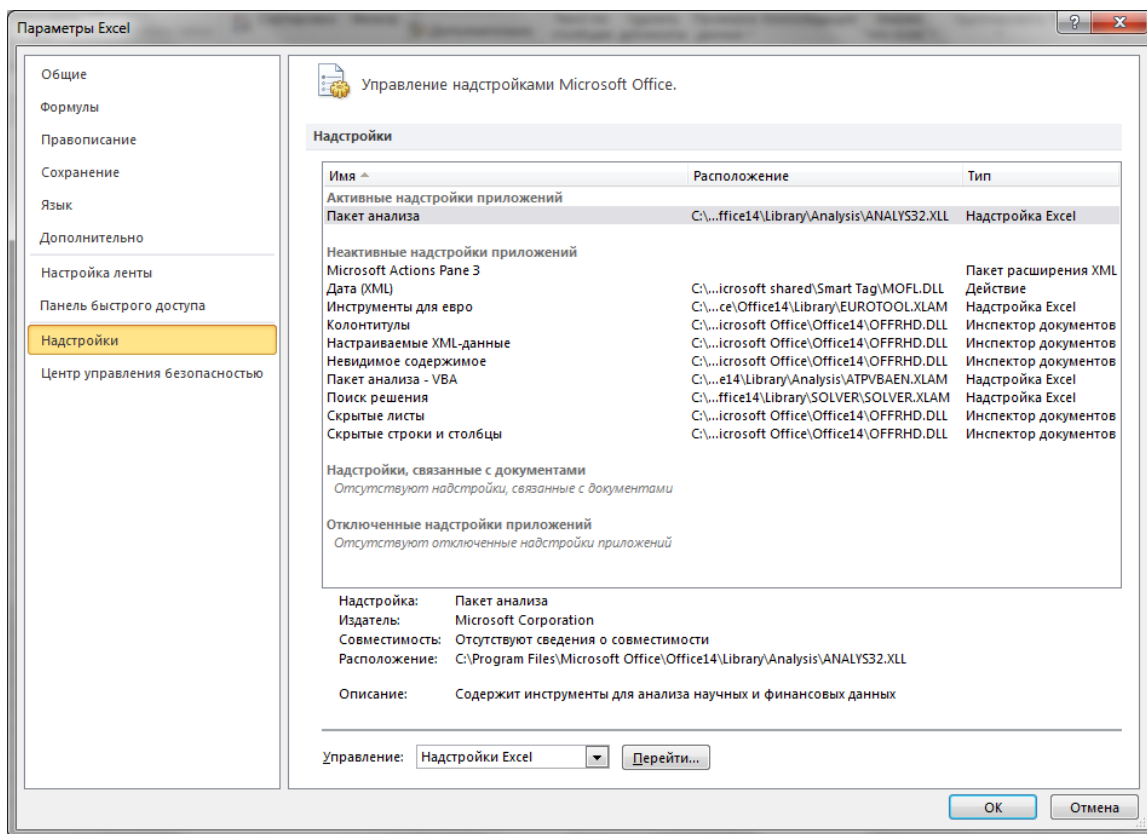 Параметры Excel
Общие
Формулы
Правописание
Сохранение
Язык
Дополнительно
Настройка ленты
Панель быстрого доступа
Надстройки
Центр управления безопасностью
Управление надстройками Microsoft Office.
Надстройки
Имя Расположение Тип
Активные надстройки приложений
Пакет анализа C:\...ffice14\Library\Analysis\ANALYS32.XLL Надстройка Excel
Неактивные надстройки приложений
Microsoft Actions Pane 3 Пакет расширения XML
Дата (XML) C:\...icrosoft shared\Smart Tag\MOFL.DLL Действие
Инструменты для евро C:\...ce\Office14\Library\EUROTOOL.XLAM Надстройка Excel
Колонтитулы C:\...icrosoft Office\Office14\OFFRHD.DLL Инспектор документов
Настраиваемые XML-данные C:\...icrosoft Office\Office14\OFFRHD.DLL Инспектор документов
Невидимое содержимое C:\...icrosoft Office\Office14\OFFRHD.DLL Инспектор документов
Пакет анализа - VBA C:\...e14\Library\Analysis\ATPVBAEN.XLAM Надстройка Excel
Поиск решения C:\...ffice14\Library\SOLVER\SOLVER.XLAM Надстройка Excel
Скрытые листы C:\...icrosoft Office\Office14\OFFRHD.DLL Инспектор документов
Скрытые строки и столбцы C:\...icrosoft Office\Office14\OFFRHD.DLL Инспектор документов
Надстройки, связанные с документами
Отсутствуют надстройки, связанные с документами
Отключенные надстройки приложений
Отсутствуют отключенные надстройки приложений
Надстройка: Пакет анализа
Издатель: Microsoft Corporation
Совместимость: Отсутствуют сведения о совместимости
Расположение: C:\Program Files\Microsoft Office\Office14\Library\Analysis\ANALYS32.XLL
Описание: Содержит инструменты для анализа научных и финансовых данных
Управление: Надстройки Excel Перейти...
ОК Отмена